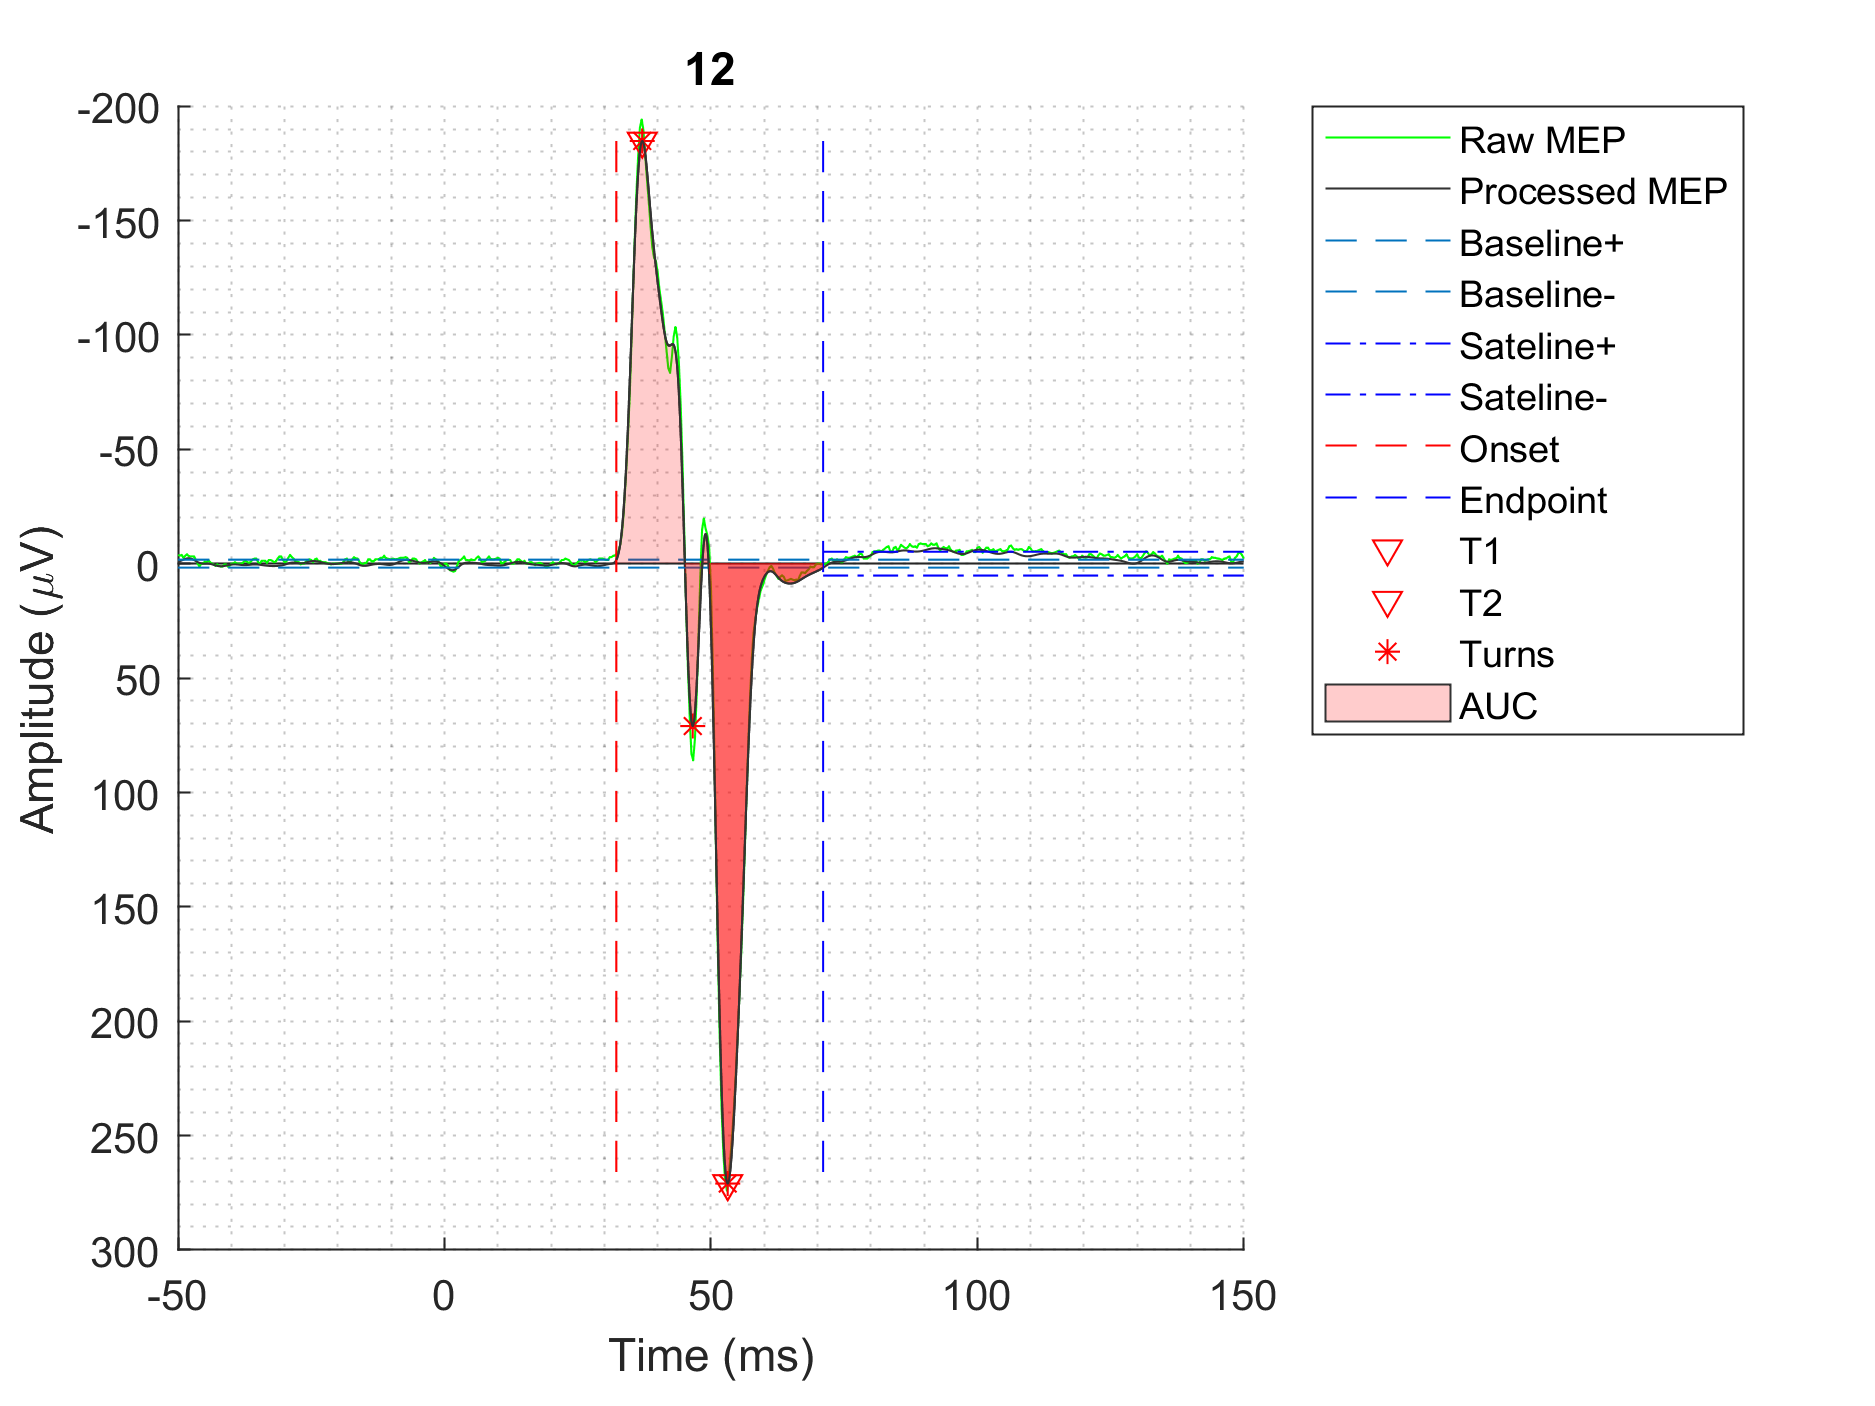 12
-200
-150
-100
-50
0
50
100
150
200
250
300
-50 0 50 100 150
Amplitude (μV)
Time (ms)
Raw MEP
Processed MEP
Baseline+
Baseline-
Sateline+
Sateline-
Onset
Endpoint
T1
T2
Turns
AUC